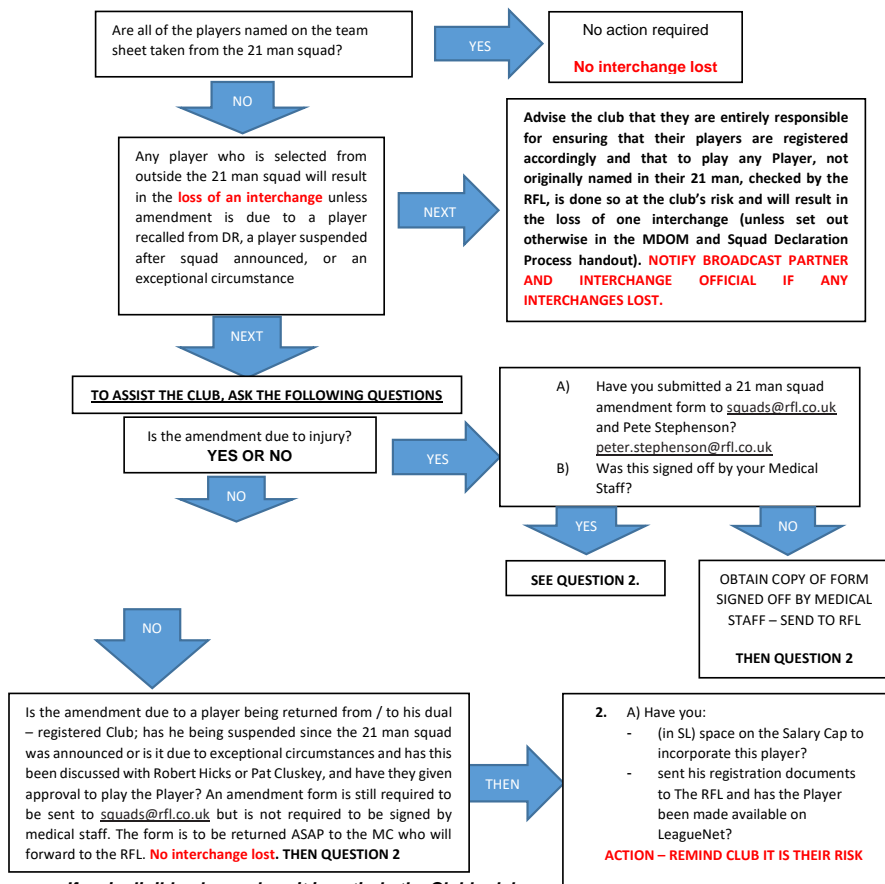 Are all of the players named on the team
sheet taken from the 21 man squad?
YES
No action required
No interchange lost
NO
Any player who is selected from
outside the 21 man squad will result
in the loss of an interchange unless
amendment is due to a player
recalled from DR, a player suspended
after squad announced, or an
exceptional circumstance
NEXT
Advise the club that they are entirely responsible
for ensuring that their players are registered
accordingly and that to play any Player, not
originally named in their 21 man, checked by the
RFL, is done so at the club's risk and will result in
the loss of one interchange (unless set out
otherwise in the MDOM and Squad Declaration
Process handout). NOTIFY BROADCAST PARTNER
AND INTERCHANGE OFFICIAL IF ANY
INTERCHANGES LOST.
NEXT
TO ASSIST THE CLUB, ASK THE FOLLOWING QUESTIONS
Is the amendment due to injury?
YES OR NO
YES
A) Have you submitted a 21 man squad
amendment form to squads@rfl.co.uk
and Pete Stephenson?
peter.stephenson@rfl.co.uk
B) Was this signed off by your Medical
Staff?
NO
YES
NO
SEE QUESTION 2.
OBTAIN COPY OF FORM
SIGNED OFF BY MEDICAL
STAFF – SEND TO RFL
THEN QUESTION 2
NO
Is the amendment due to a player being returned from / to his dual
– registered Club; has he being suspended since the 21 man squad
was announced or is it due to exceptional circumstances and has this
been discussed with Robert Hicks or Pat Cluskey, and have they given
approval to play the Player? An amendment form is still required to
be sent to squads@rfl.co.uk but is not required to be signed by
medical staff. The form is to be returned ASAP to the MC who will
forward to the RFL. No interchange lost. THEN QUESTION 2
THEN
2. A) Have you:
- (in SL) space on the Salary Cap to
incorporate this player?
- sent his registration documents
to The RFL and has the Player
been made available on
LeagueNet?
ACTION – REMIND CLUB IT IS THEIR RISK